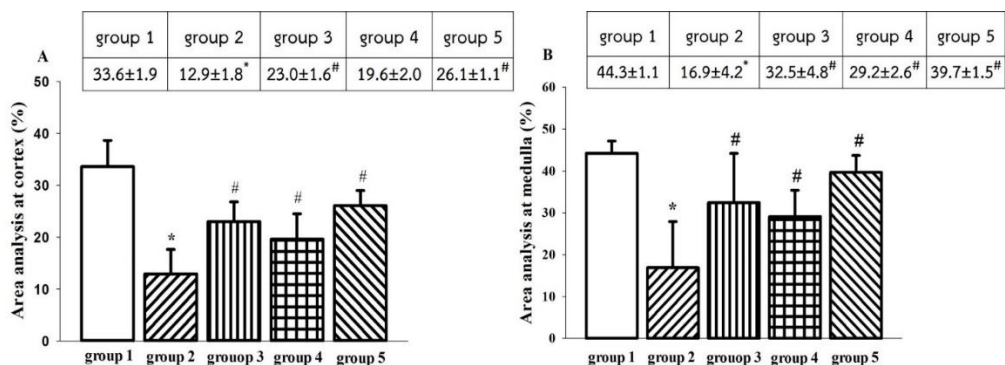 A
group 1 group 2 group 3 group 4 group 5
33.6±1.9 12.9±1.8* 23.0±1.6# 19.6±2.0 26.1±1.1#
Area analysis at cortex (%)
50
40
30
20
10
0
* # # #
group 1 group 2 grouop 3 group 4 group 5
B
group 1 group 2 group 3 group 4 group 5
44.3±1.1 16.9±4.2* 32.5±4.8# 29.2±2.6# 39.7±1.5#
Area analysis at medulla (%)
60
50
40
30
20
10
0
* # # #
group 1 group 2 grouop 3 group 4 group 5